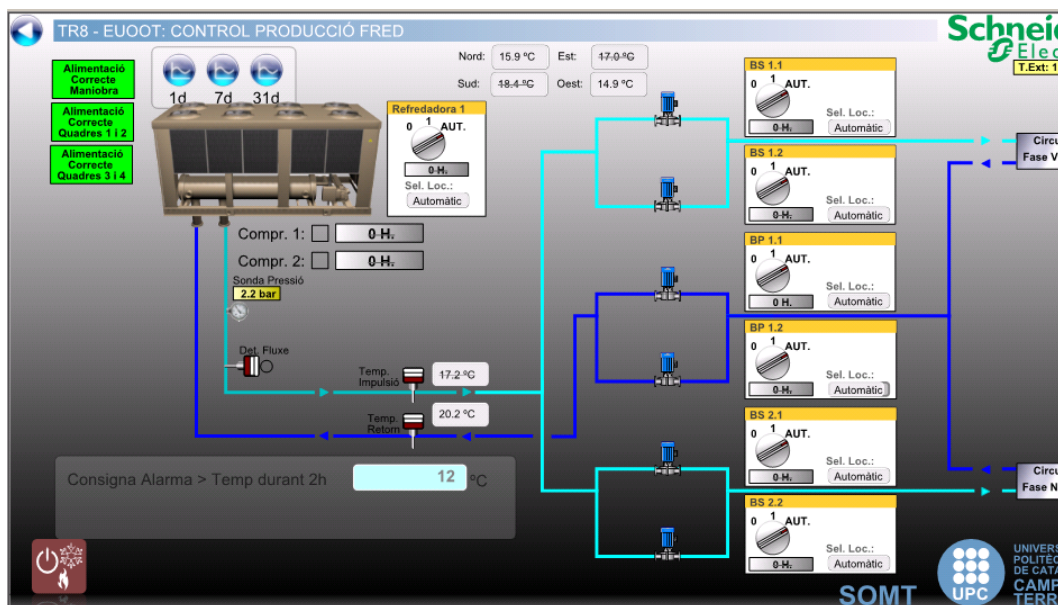 TR8 - EUOOT: CONTROL PRODUCCIÓ FRED
Schneid
Elec
T.Ext: 1
Alimentació
Correcte
Maniobra
Alimentació
Correcte
Quadres 1 i 2
Alimentació
Correcte
Quadres 3 i 4
1d 7d 31d
Nord: 15.9 ºC Est: 17.0 ºC
Sud: 18.4 ºC Oest: 14.9 ºC
Refredadora 1
0 1 AUT.
0 H.
Sel. Loc.:
Automàtic
Compr. 1: 0 H.
Compr. 2: 0 H.
Sonda Pressió
2.2 bar
Det. Fluxe
Temp.
Impulsió
17.2 ºC
Temp.
Retorn
20.2 ºC
Consigna Alarma > Temp durant 2h 12 ºC
BS 1.1
0 1 AUT.
Sel. Loc.:
0 H. Automàtic
BS 1.2
0 1 AUT.
Sel. Loc.:
0 H. Automàtic
BP 1.1
0 1 AUT.
Sel. Loc.:
0 H. Automàtic
BP 1.2
0 1 AUT.
Sel. Loc.:
0 H. Automàtic
BS 2.1
0 1 AUT.
Sel. Loc.:
0 H. Automàtic
BS 2.2
0 1 AUT.
Sel. Loc.:
0 H. Automàtic
Circu
Fase V
Circu
Fase N
SOMT
UPC
UNIVERS
POLITÈC
DE CATA
CAMP
TERR